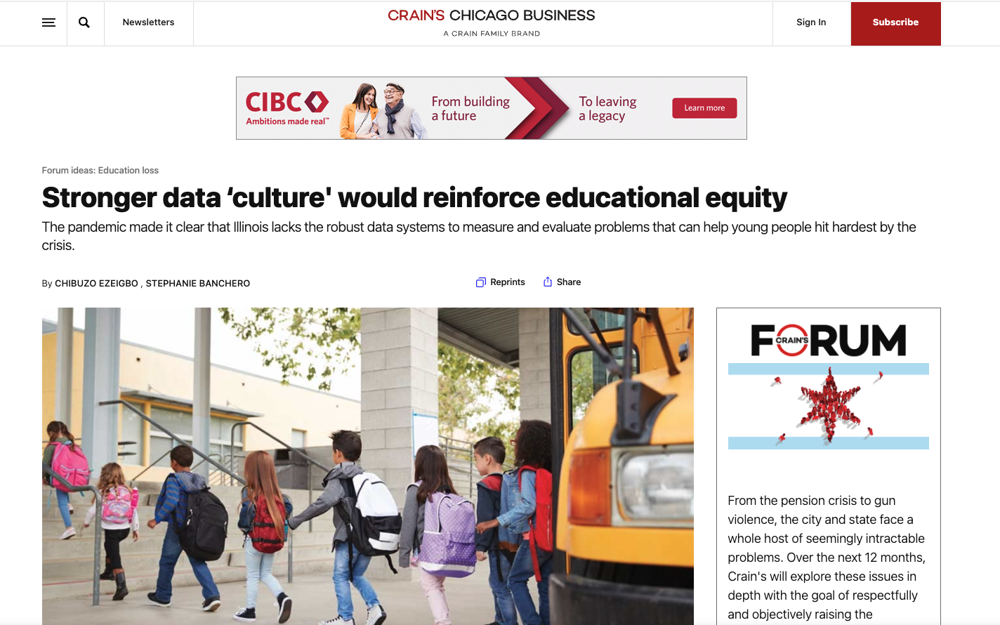 Newsletters
CRAIN'S CHICAGO BUSINESS
A CRAIN FAMILY BRAND
Sign In
Subscribe
CIBC
Ambitions made real™
From building
a future
To leaving
a legacy
Learn more
Forum ideas: Education loss
Stronger data ‘culture' would reinforce educational equity
The pandemic made it clear that Illinois lacks the robust data systems to measure and evaluate problems that can help young people hit hardest by the
crisis.
By CHIBUZO EZEIGBO , STEPHANIE BANCHERO
Reprints
Share
CRAIN'S
FORUM
From the pension crisis to gun
violence, the city and state face a
whole host of seemingly intractable
problems. Over the next 12 months,
Crain's will explore these issues in
depth with the goal of respectfully
and objectively raising the